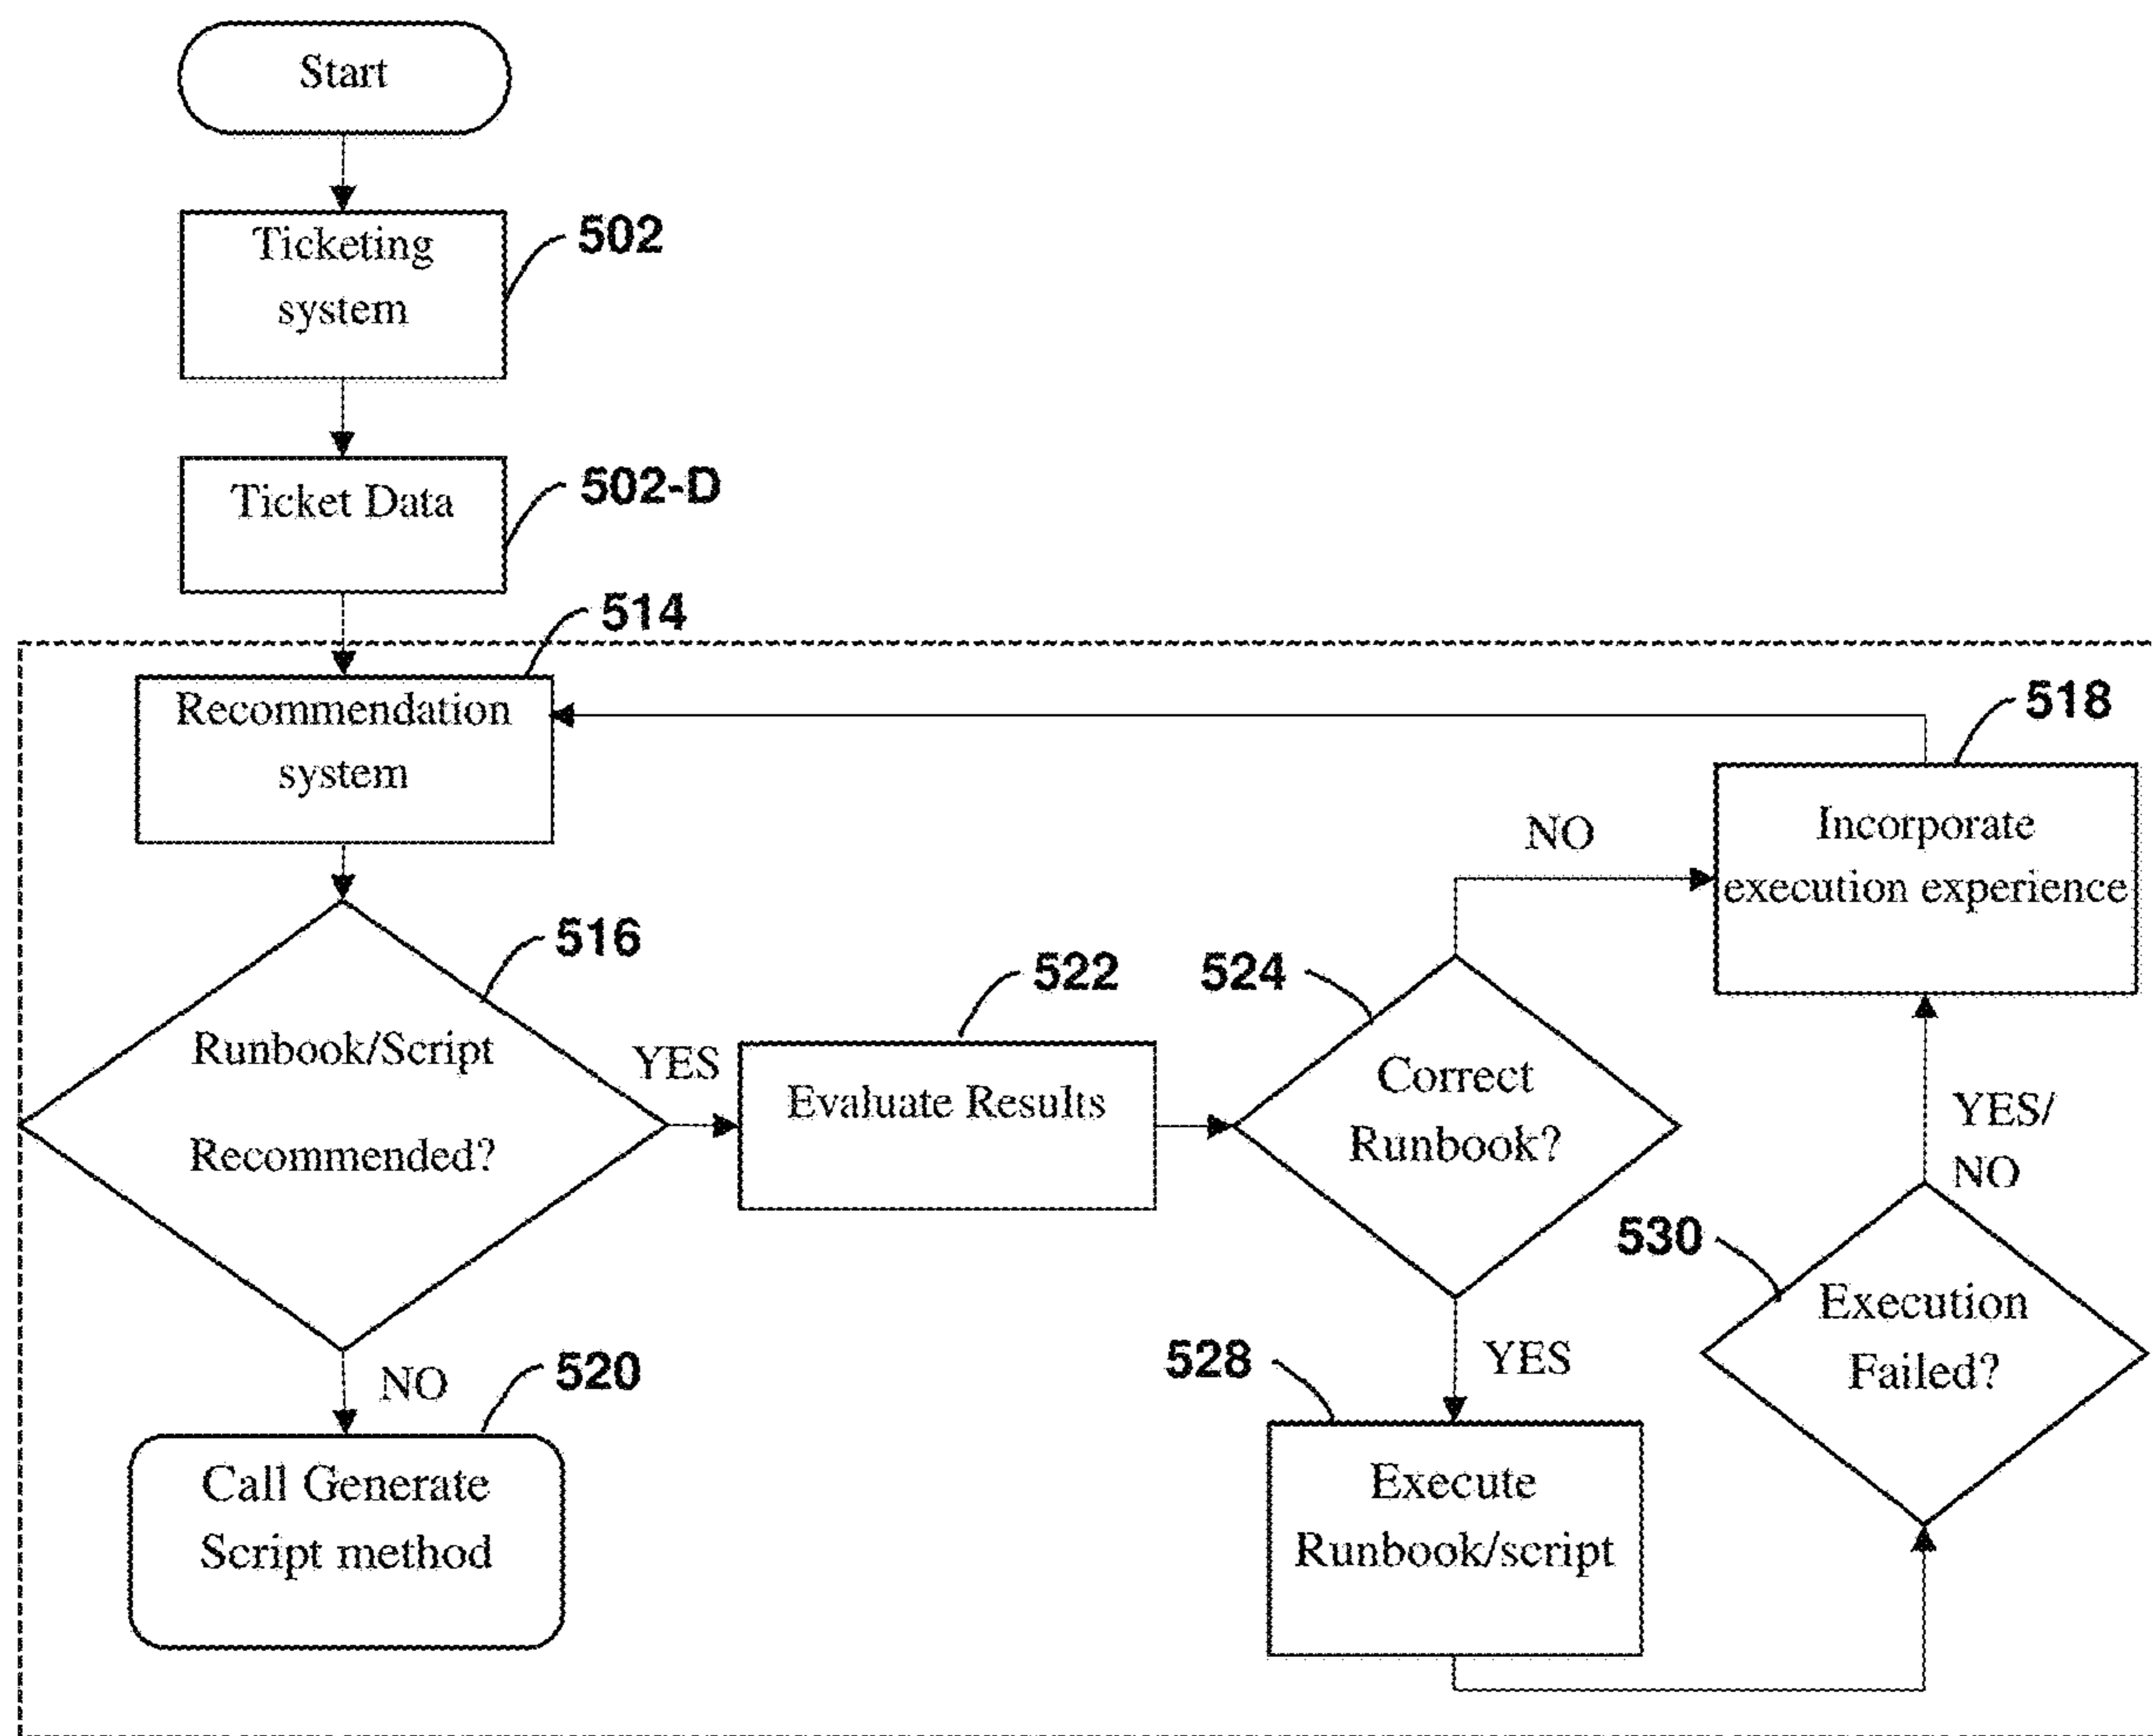 Start
Ticketing
system
502
Ticket Data
502-D
514
Recommendation
system
518
Incorporate
execution experience
NO
516
Runbook/Script
Recommended?
YES
522
Evaluate Results
524
Correct
Runbook?
YES/
NO
530
Execution
Failed?
NO
520
Call Generate
Script method
YES
528
Execute
Runbook/script